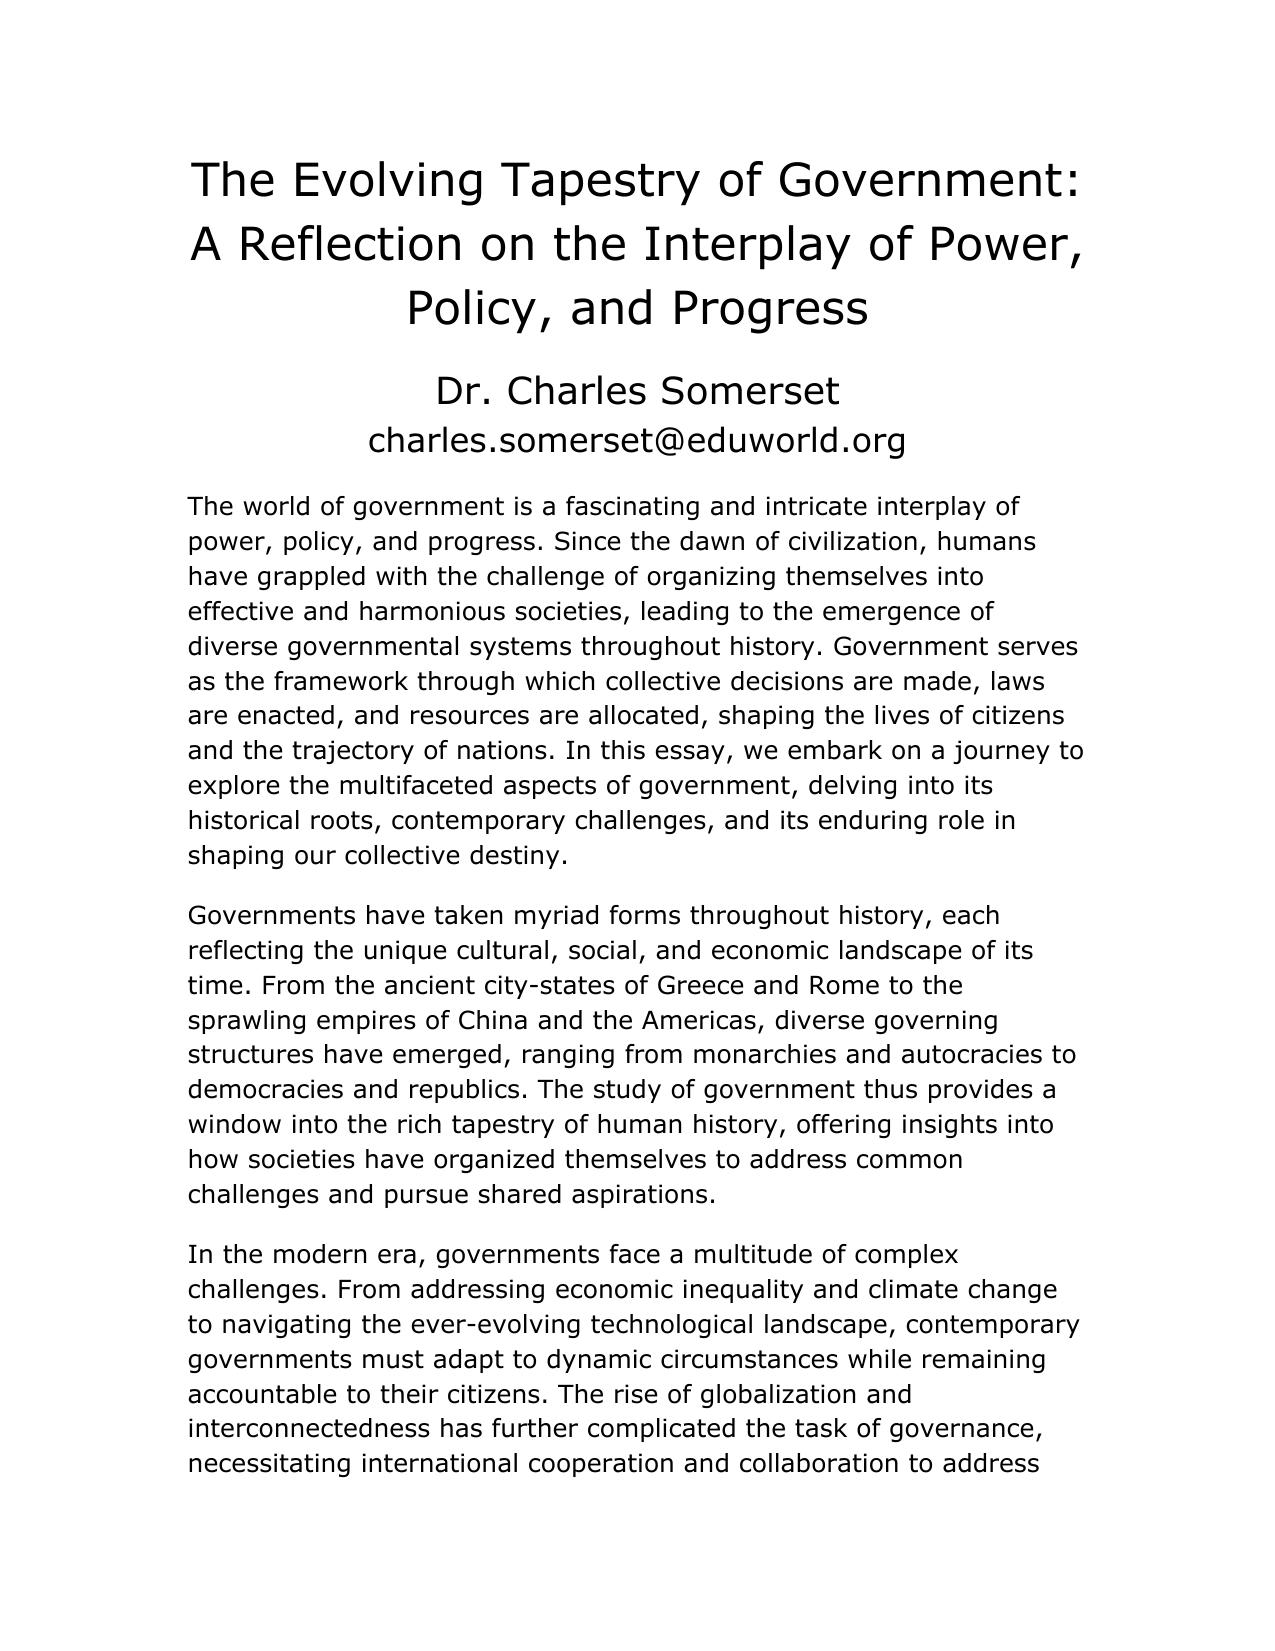 The Evolving Tapestry of Government:
A Reflection on the Interplay of Power,
Policy, and Progress
Dr. Charles Somerset
charles.somerset@eduworld.org
The world of government is a fascinating and intricate interplay of
power, policy, and progress. Since the dawn of civilization, humans
have grappled with the challenge of organizing themselves into
effective and harmonious societies, leading to the emergence of
diverse governmental systems throughout history. Government serves
as the framework through which collective decisions are made, laws
are enacted, and resources are allocated, shaping the lives of citizens
and the trajectory of nations. In this essay, we embark on a journey to
explore the multifaceted aspects of government, delving into its
historical roots, contemporary challenges, and its enduring role in
shaping our collective destiny.
Governments have taken myriad forms throughout history, each
reflecting the unique cultural, social, and economic landscape of its
time. From the ancient city-states of Greece and Rome to the
sprawling empires of China and the Americas, diverse governing
structures have emerged, ranging from monarchies and autocracies to
democracies and republics. The study of government thus provides a
window into the rich tapestry of human history, offering insights into
how societies have organized themselves to address common
challenges and pursue shared aspirations.
In the modern era, governments face a multitude of complex
challenges. From addressing economic inequality and climate change
to navigating the ever-evolving technological landscape, contemporary
governments must adapt to dynamic circumstances while remaining
accountable to their citizens. The rise of globalization and
interconnectedness has further complicated the task of governance,
necessitating international cooperation and collaboration to address